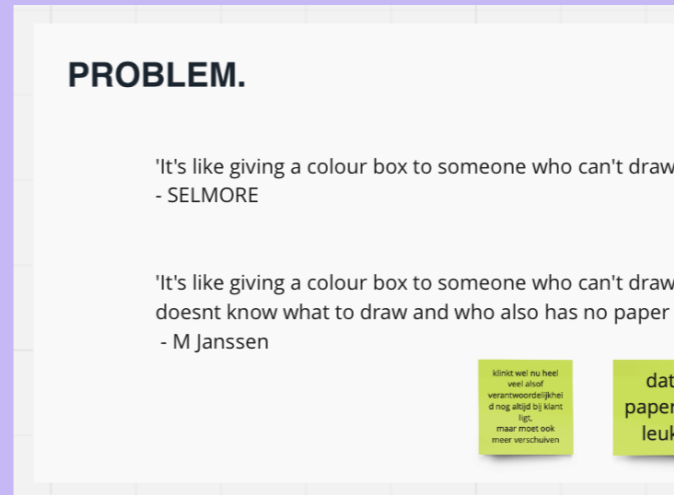 PROBLEM.
'It's like giving a colour box to someone who can't draw
- SELMORE
'It's like giving a colour box to someone who can't draw
doesnt know what to draw and who also has no paper
- M Janssen
klinkt wel nu heel
veel alsof
verantwoordelijkhei
d nog altijd bij klant
ligt,
maar moet ook
meer verschuiven
dat
paper
leuk